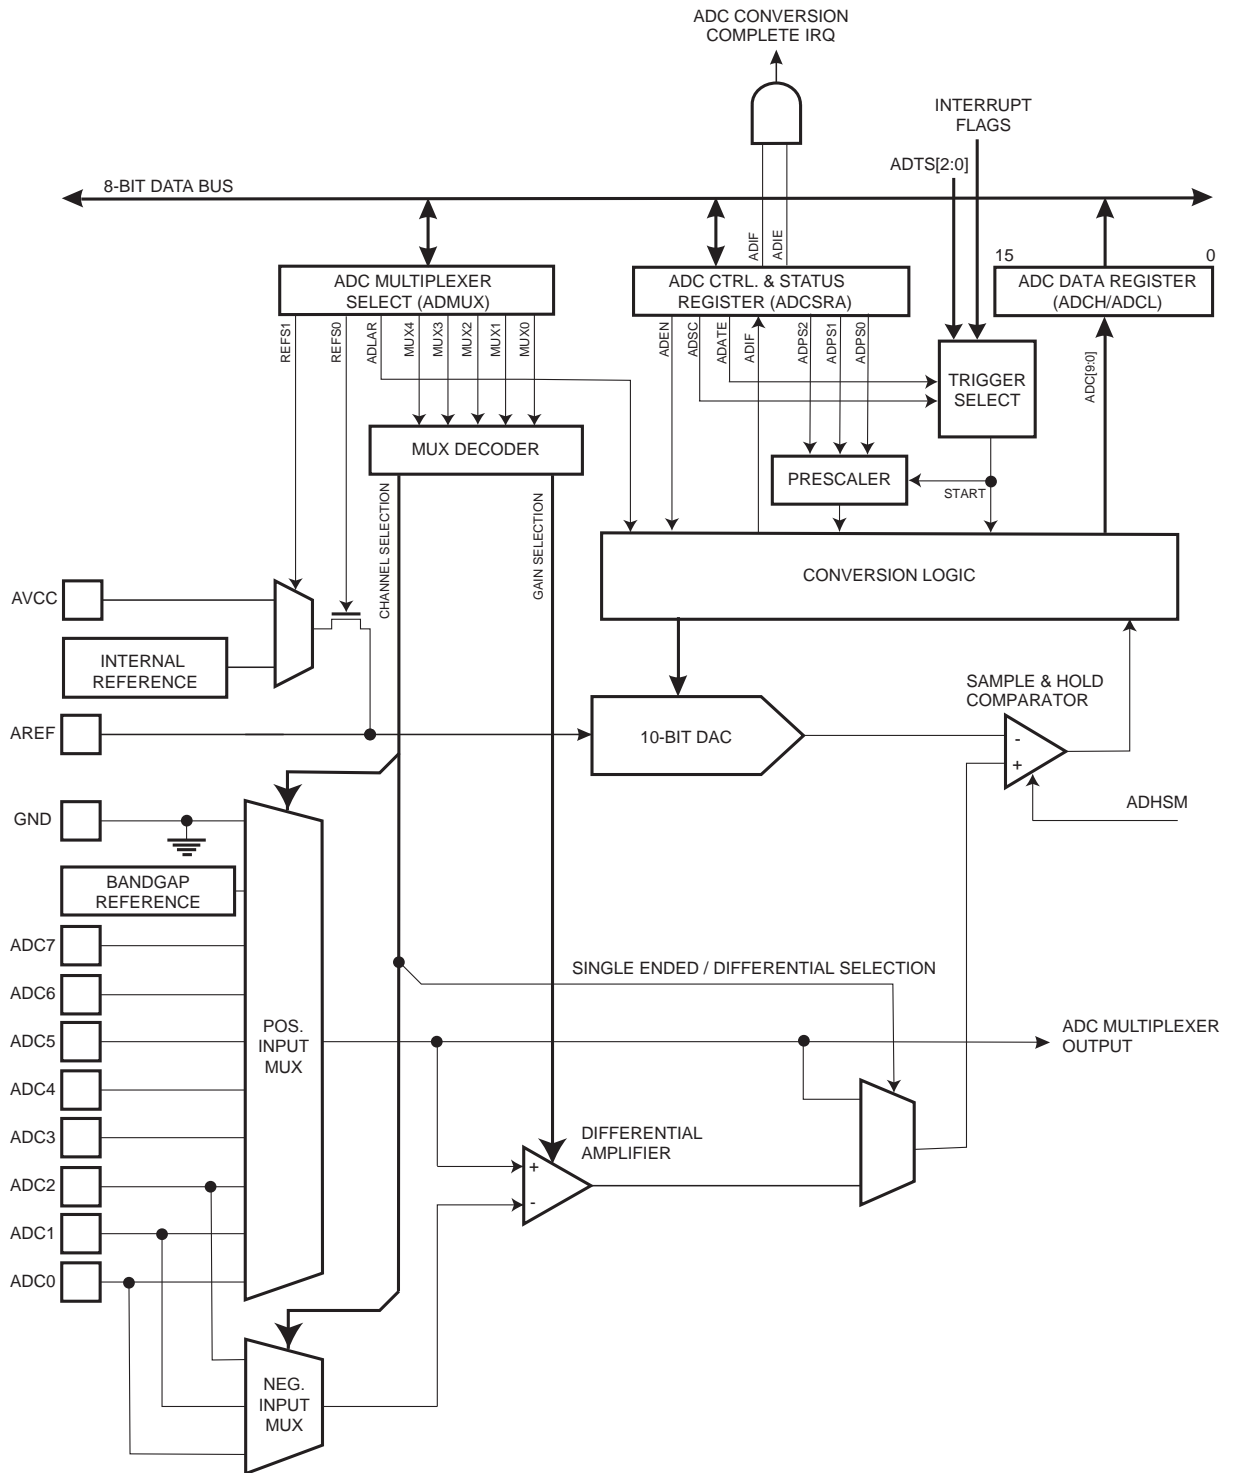 ADC CONVERSION
COMPLETE IRQ
INTERRUPT
FLAGS
ADTS[2:0]
8-BIT DATA BUS
ADIF
ADIE
15
0
ADC MULTIPLEXER
SELECT (ADMUX)
ADC CTRL. & STATUS
REGISTER (ADCSRA)
ADC DATA REGISTER
(ADCH/ADCL)
REFS1
REFS0
ADLAR
MUX4
MUX3
MUX2
MUX1
MUX0
ADEN
ADSC
ADATE
ADIF
ADPS2
ADPS1
ADPS0
ADC[9:0]
TRIGGER
SELECT
MUX DECODER
PRESCALER
START
CHANNEL SELECTION
GAIN SELECTION
CONVERSION LOGIC
AVCC
INTERNAL
REFERENCE
SAMPLE & HOLD
COMPARATOR
AREF
10-BIT DAC
-
+
ADHSM
GND
BANDGAP
REFERENCE
ADC7
SINGLE ENDED / DIFFERENTIAL SELECTION
ADC6
ADC5
POS.
INPUT
MUX
ADC MULTIPLEXER
OUTPUT
ADC4
ADC3
DIFFERENTIAL
AMPLIFIER
+
-
ADC2
ADC1
ADC0
NEG.
INPUT
MUX